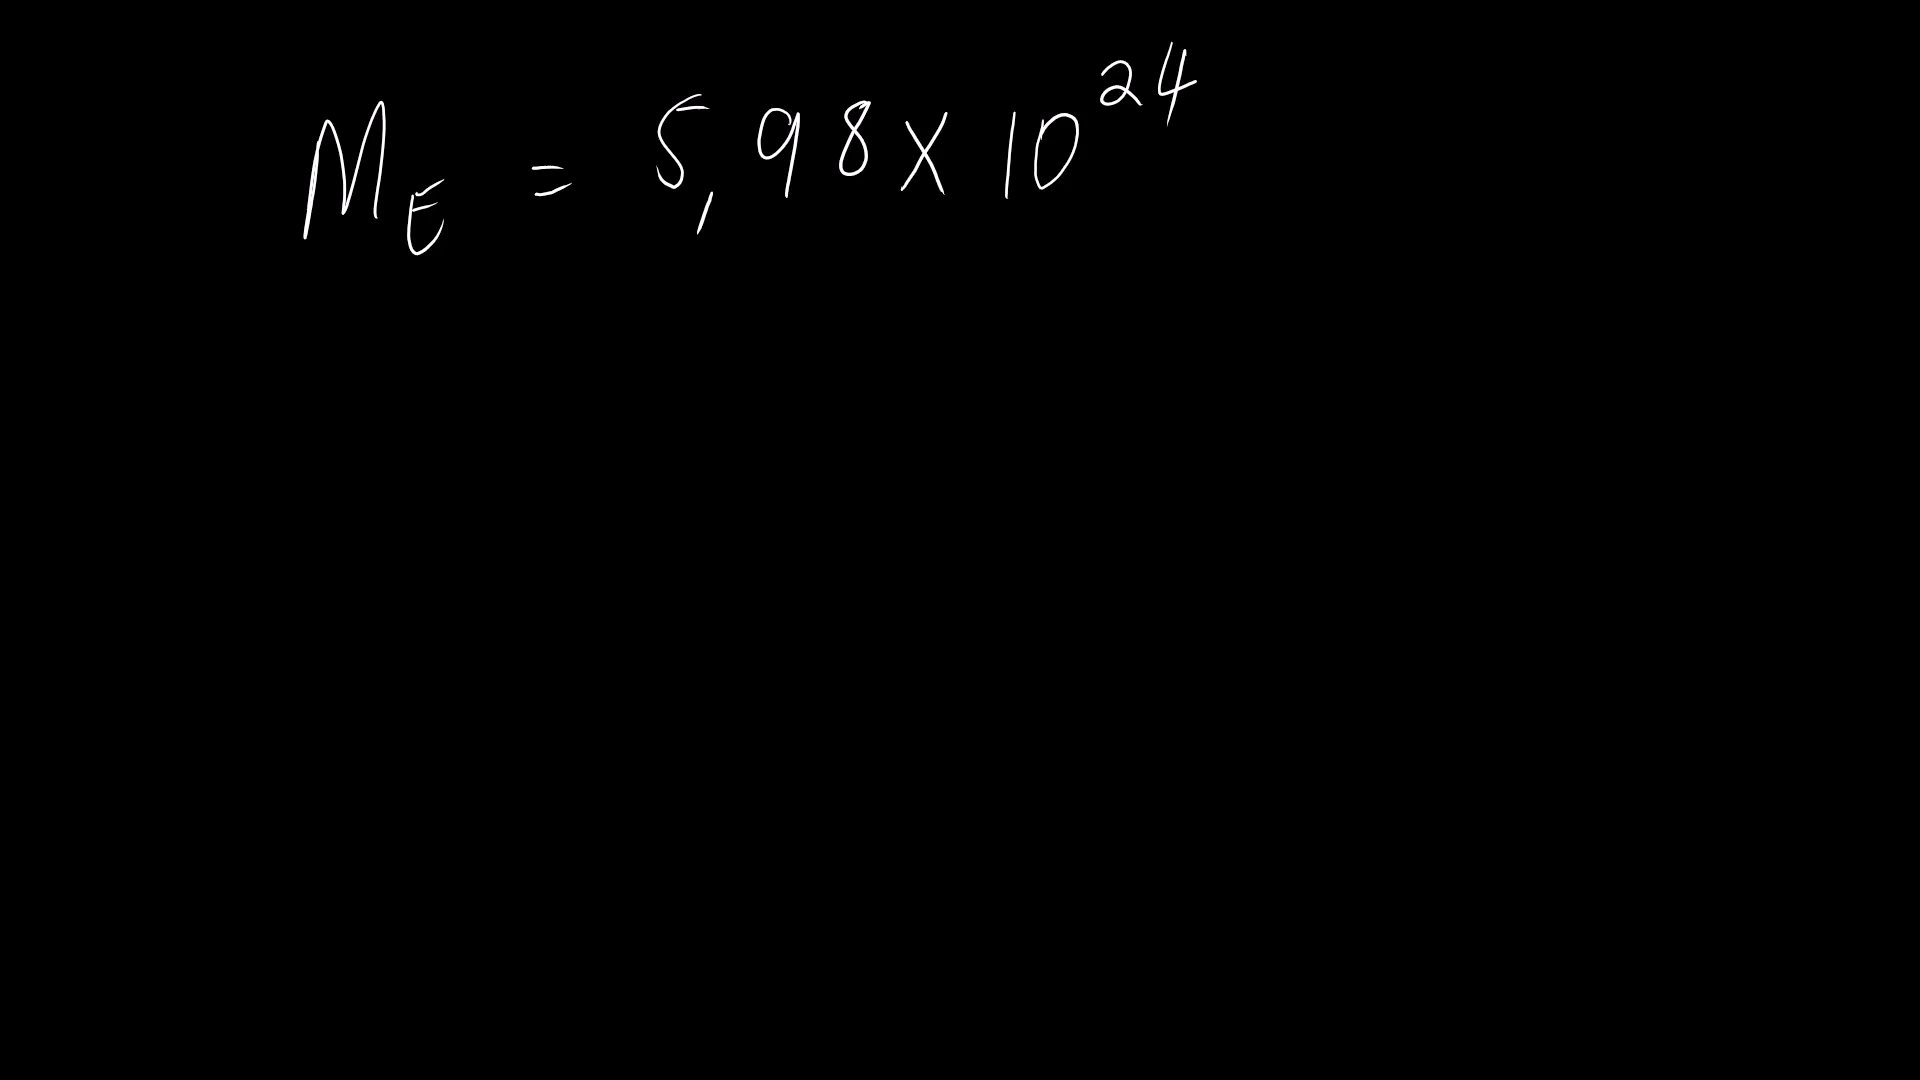 M_E = 5,98 × 10^24